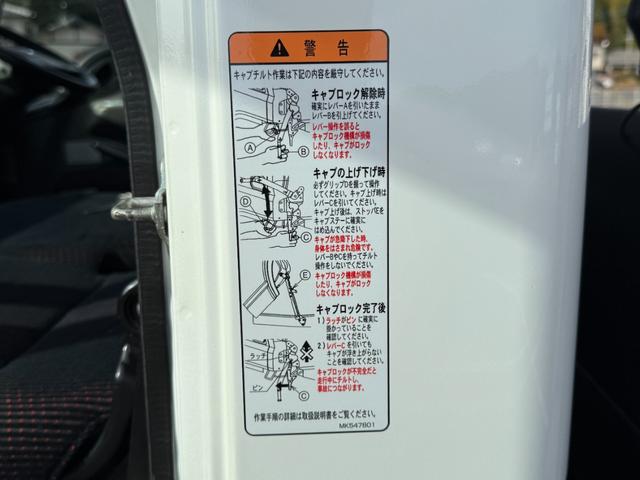 警告
キャブチルト作業は下記の内容を厳守してください。
キャブロック解除時
確実にレバーAを引いたまま
レバーBを引上げてください。
レバー操作を誤ると
キャブロック機構が損傷
したり、キャブがロック
しなくなります。
A
B
キャブの上げ下げ時
必ずグリップDを握って操作
してください。キャブ上げ時は
レバーCを引いてください。
キャブ上げ後は、ストッパEを
キャブステーに確実に
はめ込んでください。
キャブが急降下した時、
身体をはさまれ危険です。
レバーBやCを持ってチルト
操作をしないでください。
キャブロック機構が損傷
したり、キャブがロック
しなくなります。
D
C
E
キャブロック完了後
1）ラッチがピンに確実に
掛かっていることを
確認してください。
2）レバーCを引いても
キャブが浮き上がらない
ことを確認してください。
キャブロックが不完全だと
走行中にチルトし、
事故につながります。
ラッチ
ピン
C
作業手順の詳細は取扱説明書をご覧ください。
MK547801